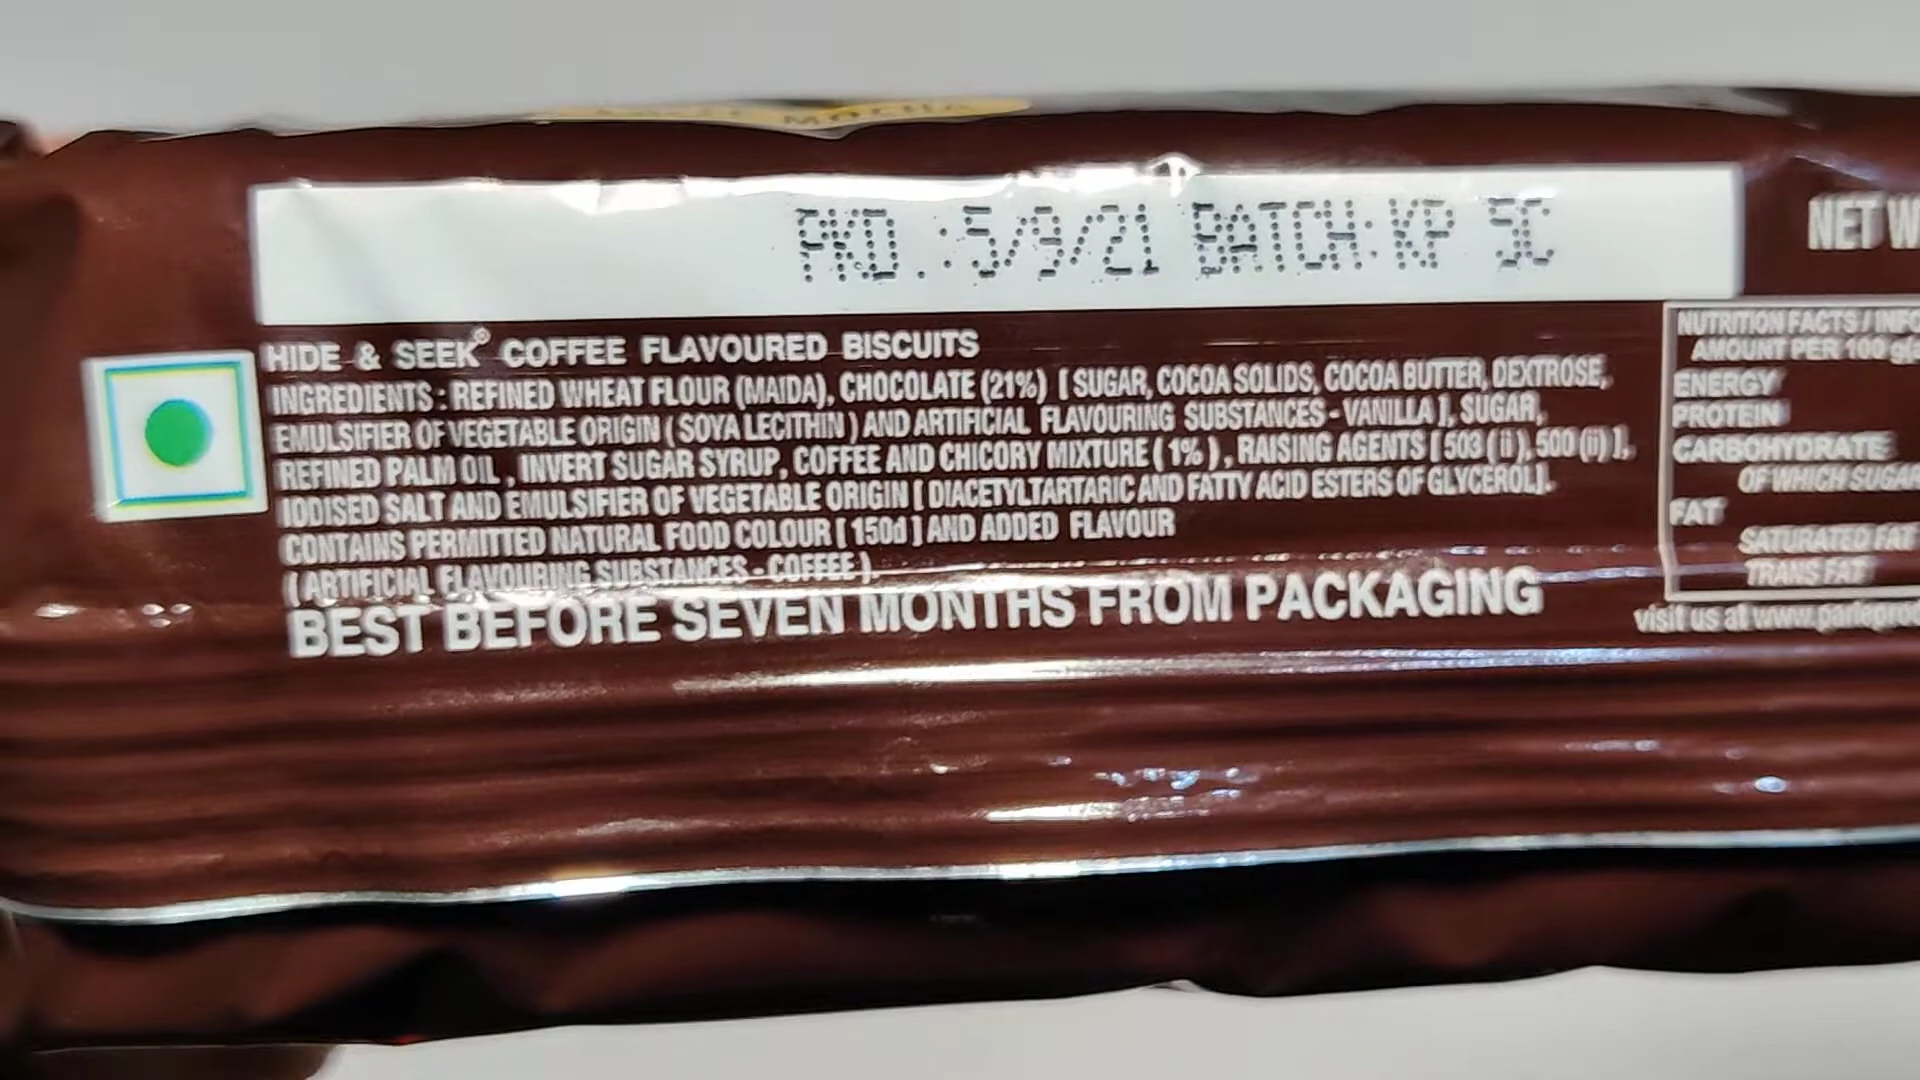 MOCHA
PKD.:5/9/21 BATCH:KP 5C
NET W
HIDE & SEEK® COFFEE FLAVOURED BISCUITS
INGREDIENTS : REFINED WHEAT FLOUR (MAIDA), CHOCOLATE (21%) [ SUGAR, COCOA SOLIDS, COCOA BUTTER, DEXTROSE,
EMULSIFIER OF VEGETABLE ORIGIN ( SOYA LECITHIN ) AND ARTIFICIAL FLAVOURING SUBSTANCES - VANILLA ], SUGAR,
REFINED PALM OIL , INVERT SUGAR SYRUP, COFFEE AND CHICORY MIXTURE ( 1% ) , RAISING AGENTS [ 503 ( ii ), 500 (ii) ],
IODISED SALT AND EMULSIFIER OF VEGETABLE ORIGIN [ DIACETYLTARTARIC AND FATTY ACID ESTERS OF GLYCEROL].
CONTAINS PERMITTED NATURAL FOOD COLOUR [ 150d ] AND ADDED FLAVOUR
( ARTIFICIAL FLAVOURING SUBSTANCES - COFFEE ).
BEST BEFORE SEVEN MONTHS FROM PACKAGING
NUTRITION FACTS / INFO
AMOUNT PER 100 g
ENERGY
PROTEIN
CARBOHYDRATE
OF WHICH SUGAR
FAT
SATURATED FAT
TRANS FAT
visit us at www.parleprod